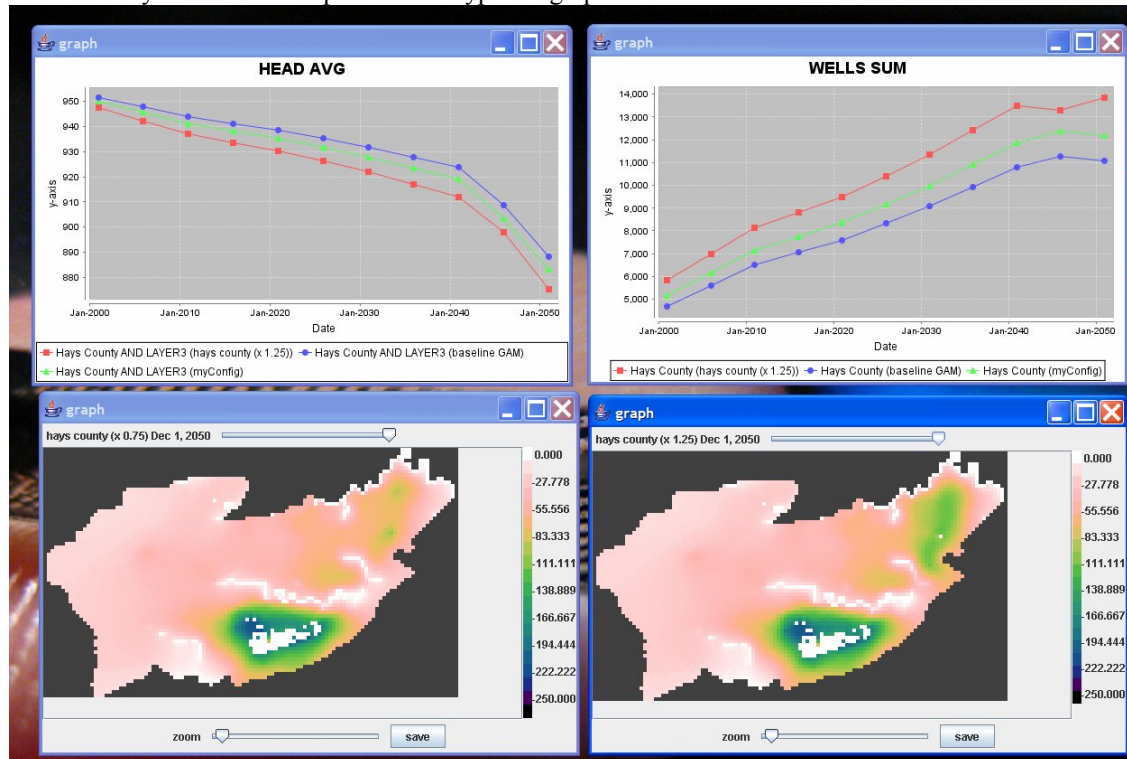 graph
HEAD AVG
950
940
930
920
910
900
890
880
y-axis
Jan-2000 Jan-2010 Jan-2020 Jan-2030 Jan-2040 Jan-2050
Date
Hays County AND LAYER3 (hays county (x 1.25)) Hays County AND LAYER3 (baseline GAM)
Hays County AND LAYER3 (myConfig)
graph
WELLS SUM
14,000
13,000
12,000
11,000
10,000
9,000
8,000
7,000
6,000
5,000
y-axis
Jan-2000 Jan-2010 Jan-2020 Jan-2030 Jan-2040 Jan-2050
Date
Hays County (hays county (x 1.25)) Hays County (baseline GAM) Hays County (myConfig)
graph
hays county (x 0.75) Dec 1, 2050
0.000
-27.778
-55.556
-83.333
-111.111
-138.889
-166.667
-194.444
-222.222
-250.000
zoom save
graph
hays county (x 1.25) Dec 1, 2050
0.000
-27.778
-55.556
-83.333
-111.111
-138.889
-166.667
-194.444
-222.222
-250.000
zoom save